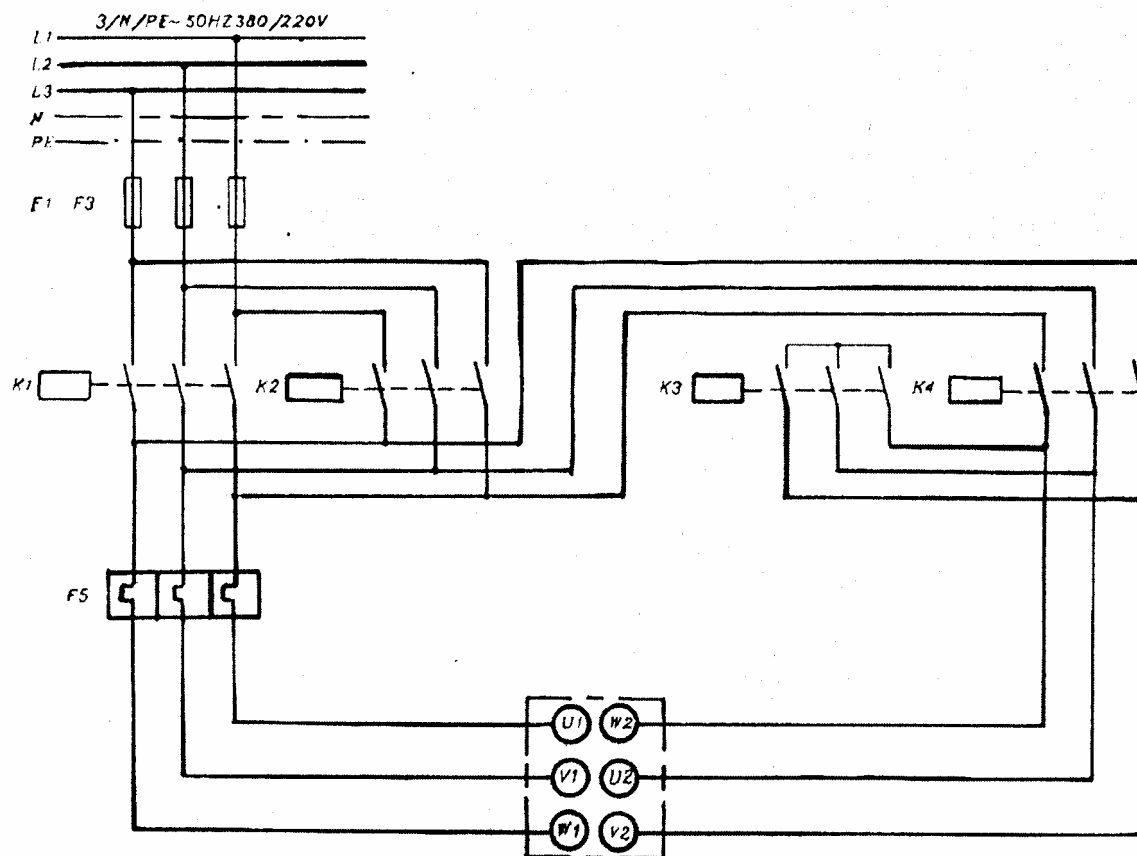 3/N/PE~50HZ380/220V
L1
L2
L3
N
PE
F1 F3
K1
K2
K3
K4
F5
U1 W2
V1 U2
W1 V2